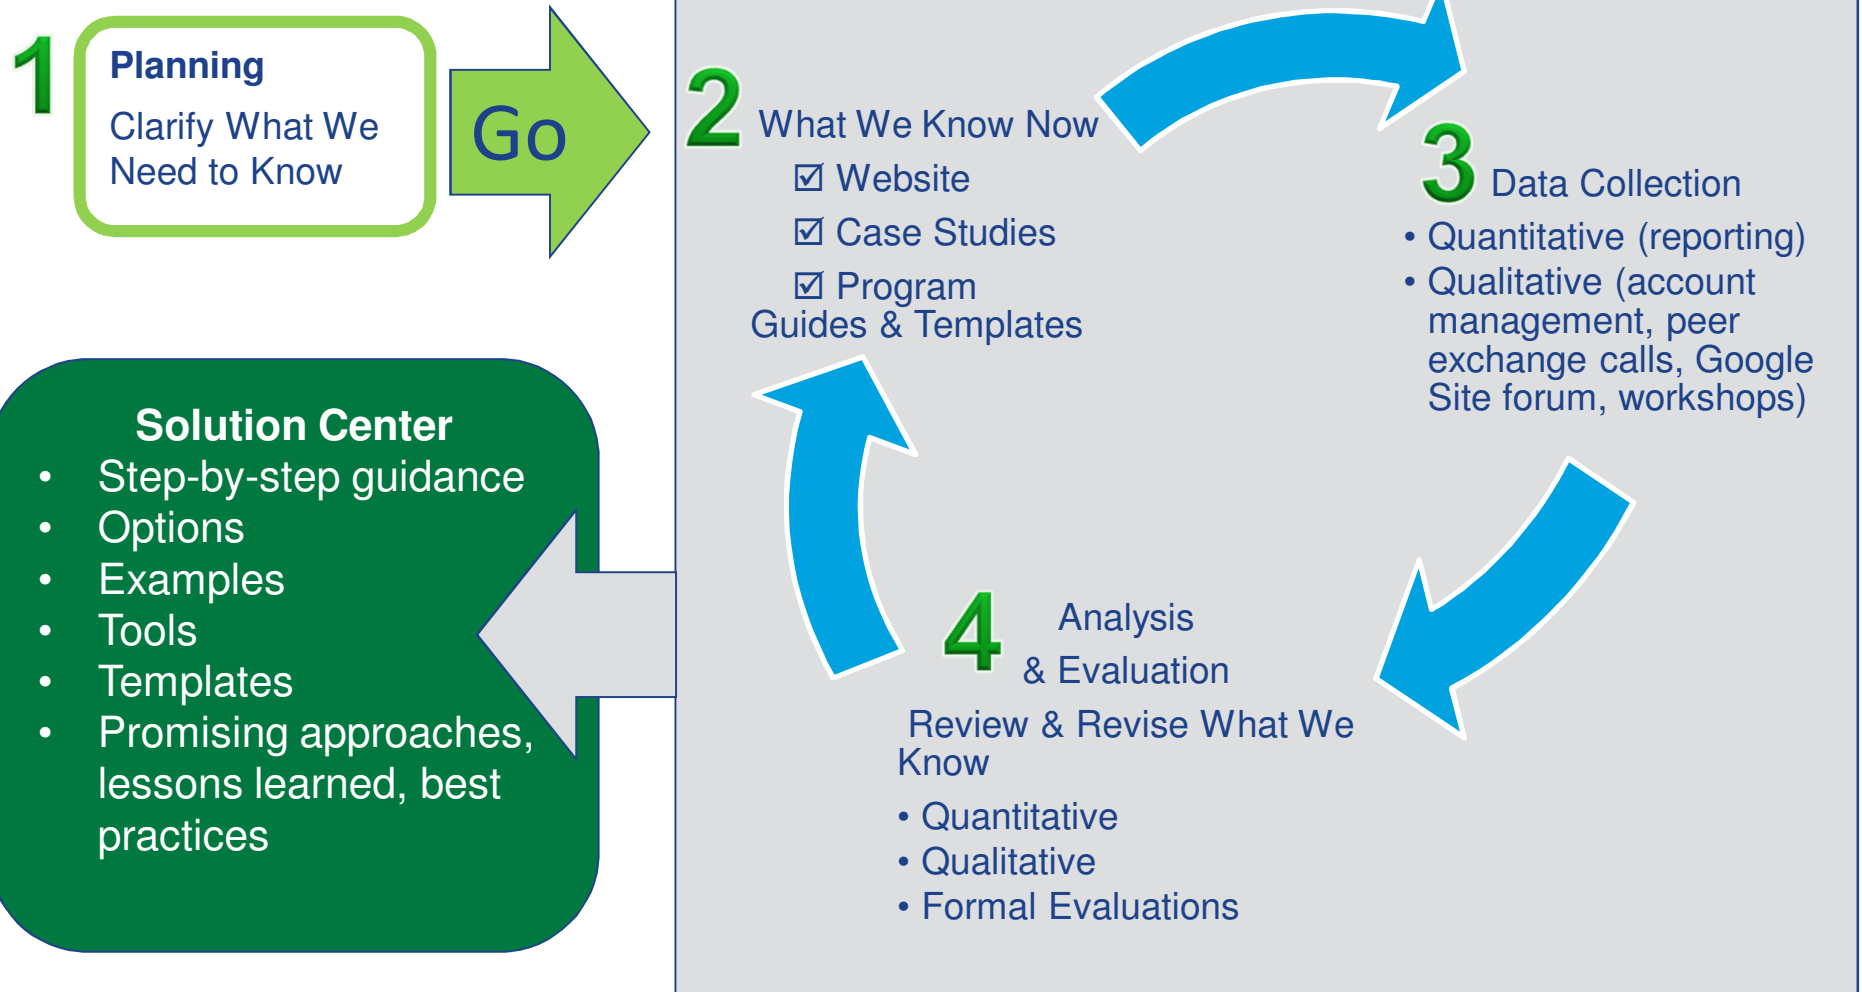 1
Planning
Clarify What We
Need to Know
Go
2
What We Know Now
☑ Website
☑ Case Studies
☑ Program
Guides & Templates
3
Data Collection
• Quantitative (reporting)
• Qualitative (account
management, peer
exchange calls, Google
Site forum, workshops)
4
Analysis
& Evaluation
Review & Revise What We
Know
• Quantitative
• Qualitative
• Formal Evaluations
Solution Center
• Step-by-step guidance
• Options
• Examples
• Tools
• Templates
• Promising approaches,
lessons learned, best
practices